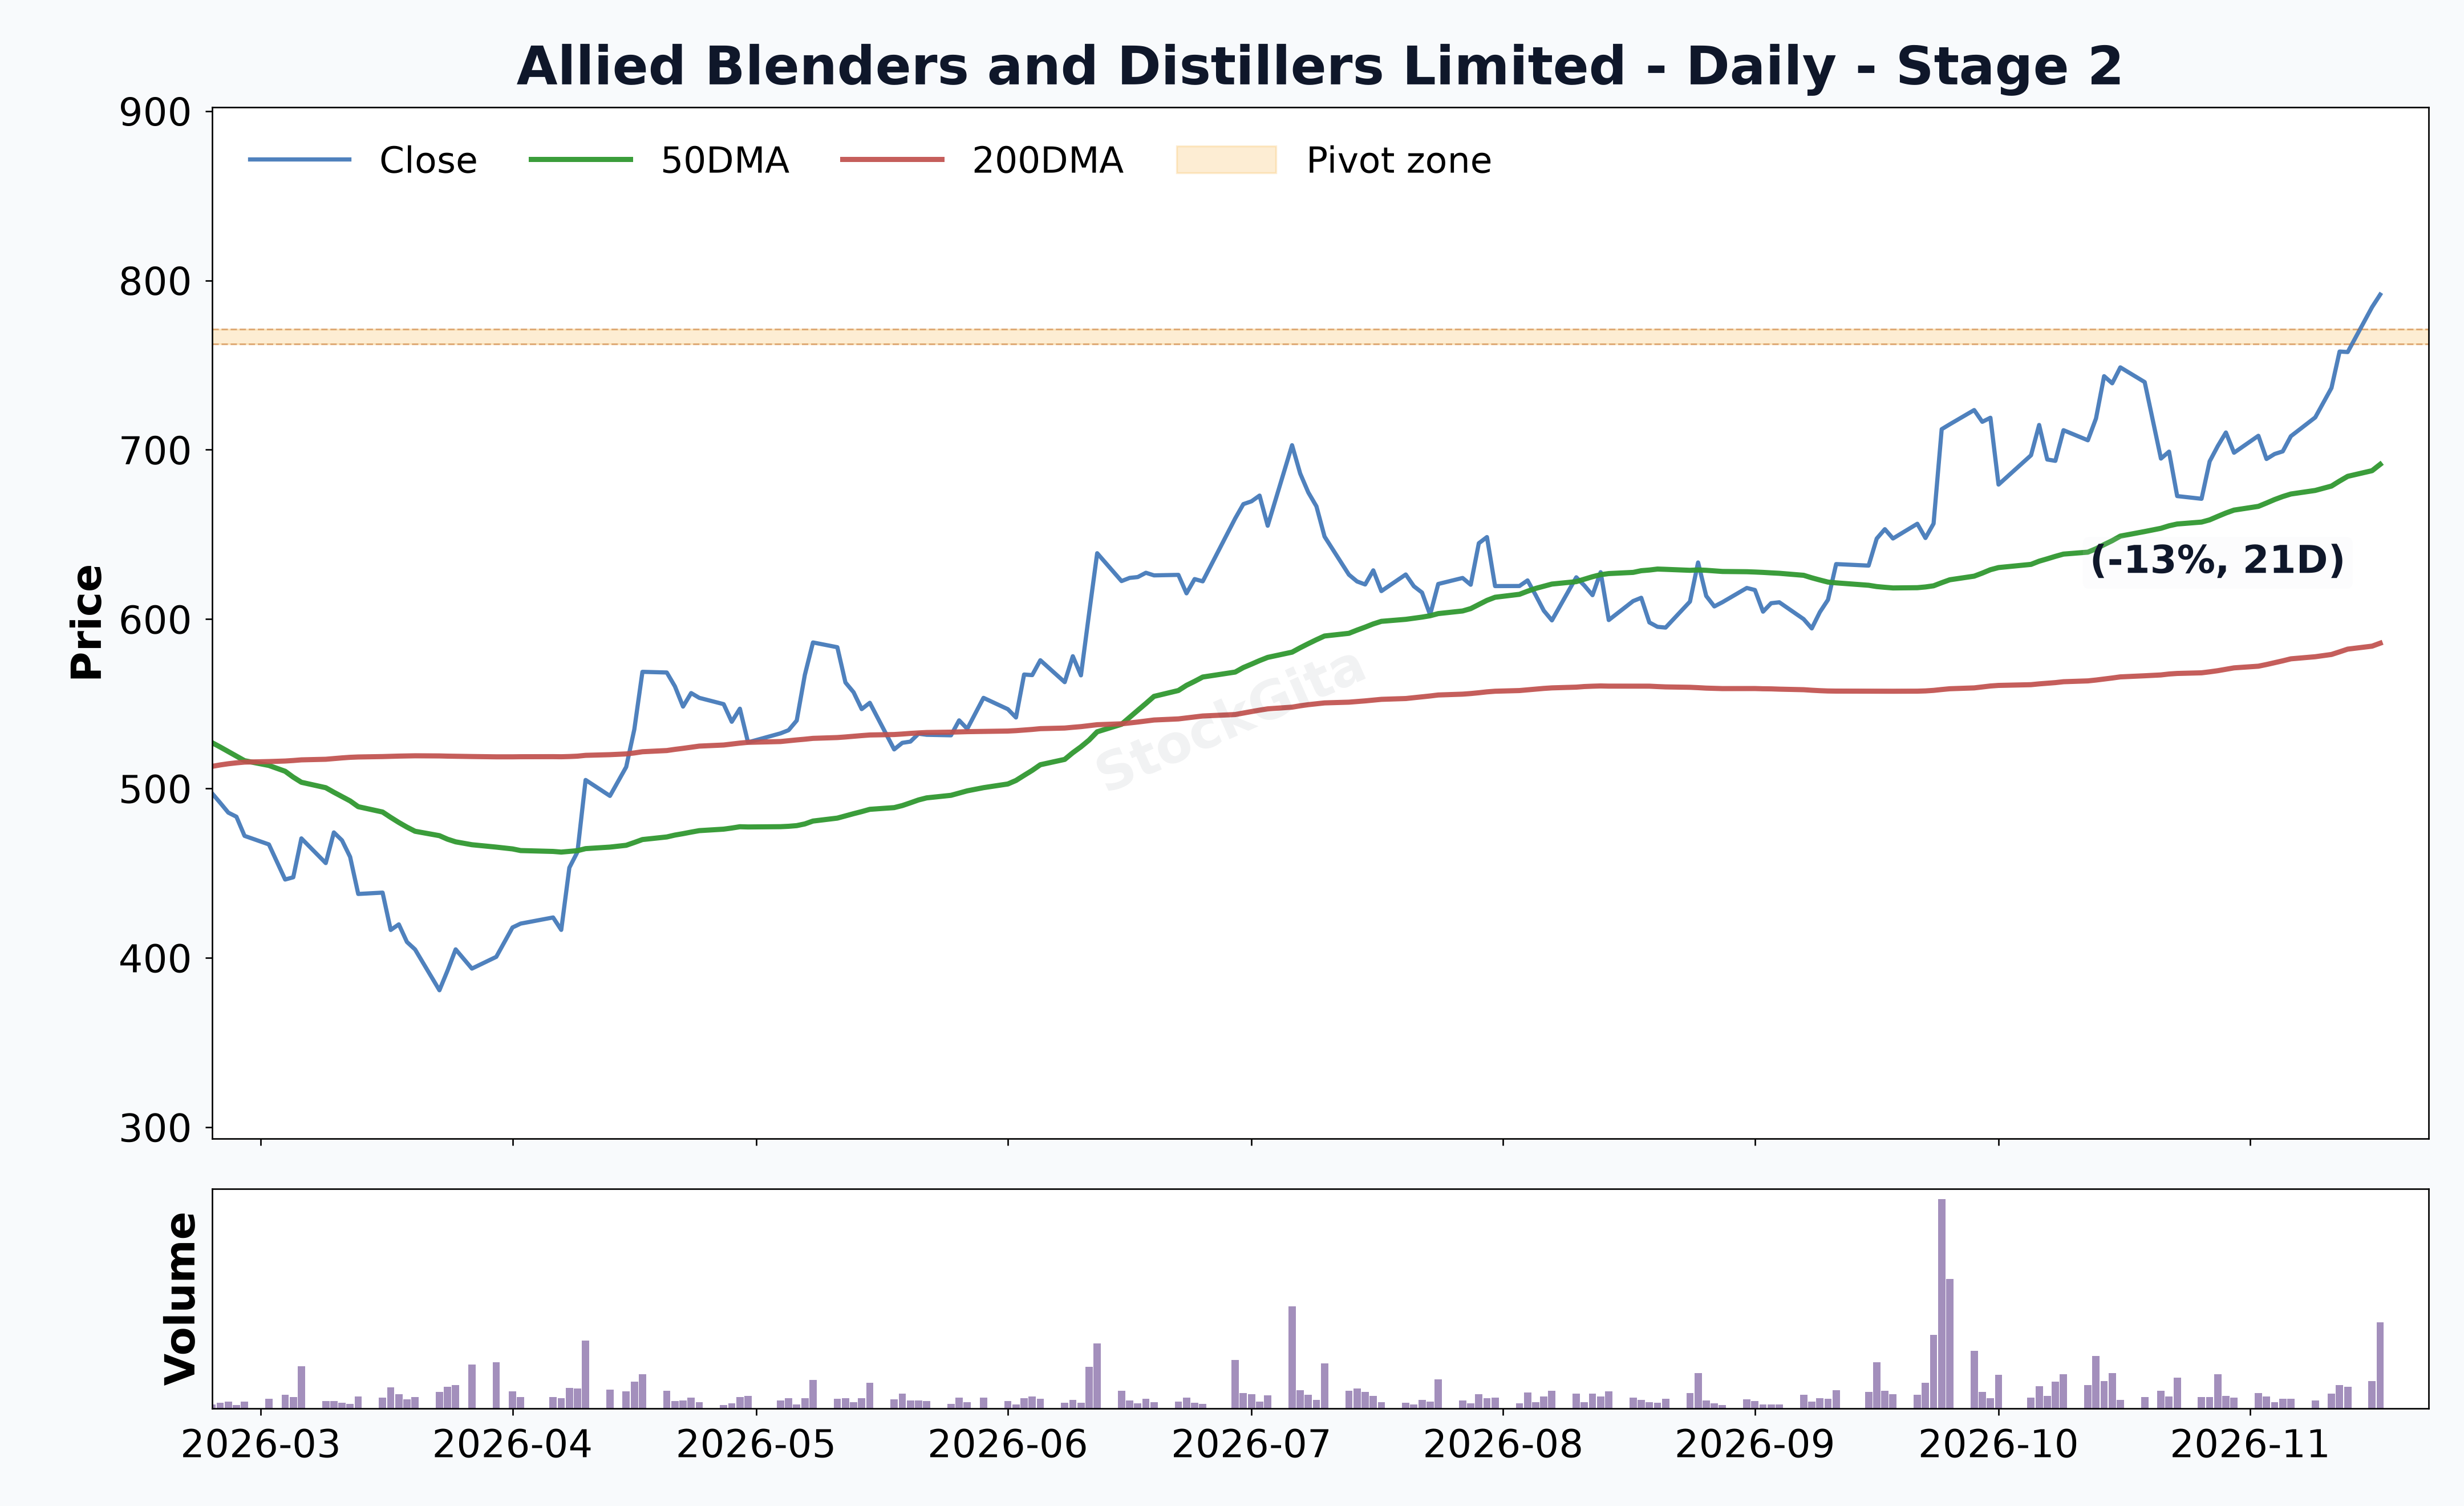 Allied Blenders and Distillers Limited - Daily - Stage 2
900
Close 50DMA 200DMA Pivot zone
800
700
600
500
400
300
Price
(-13%, 21D)
StockGita
Volume
2026-03 2026-04 2026-05 2026-06 2026-07 2026-08 2026-09 2026-10 2026-11